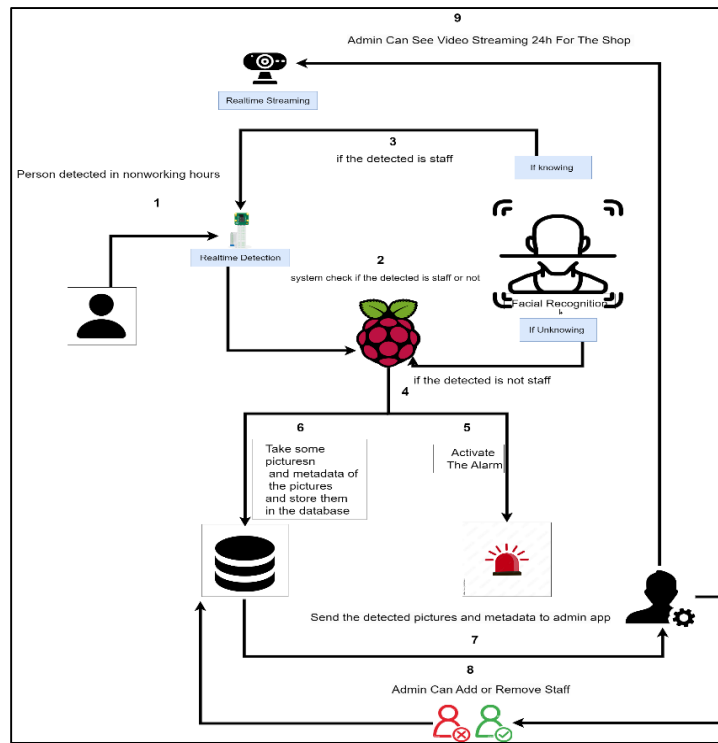 9
Admin Can See Video Streaming 24h For The Shop
Realtime Streaming
3
if the detected is staff
If knowing
Person detected in nonworking hours
1
Realtime Detection
2
system check if the detected is staff or not
Facial Recognition
If Unknowing
if the detected is not staff
4
6
5
Take some
picturesn
and metadata of
the pictures
and store them
in the database
Activate
The Alarm
Send the detected pictures and metadata to admin app
7
8
Admin Can Add or Remove Staff